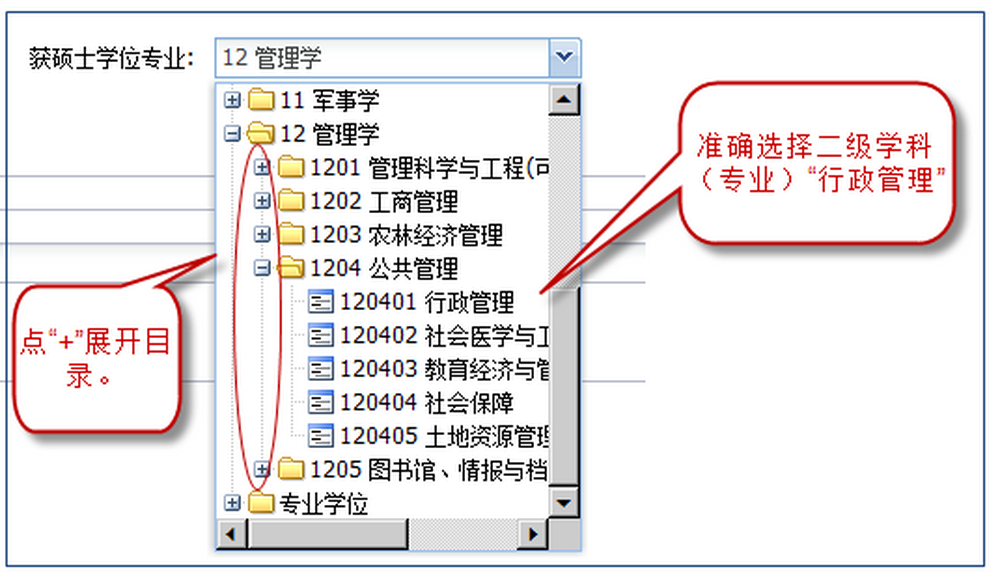 获硕士学位专业:
12 管理学
11 军事学
12 管理学
1201 管理科学与工程(可
1202 工商管理
1203 农林经济管理
1204 公共管理
120401 行政管理
120402 社会医学与
120403 教育经济与管
120404 社会保障
120405 土地资源管理
1205 图书馆、情报与档
专业学位
准确选择二级学科
（专业）“行政管理”
点“+”展开目
录。